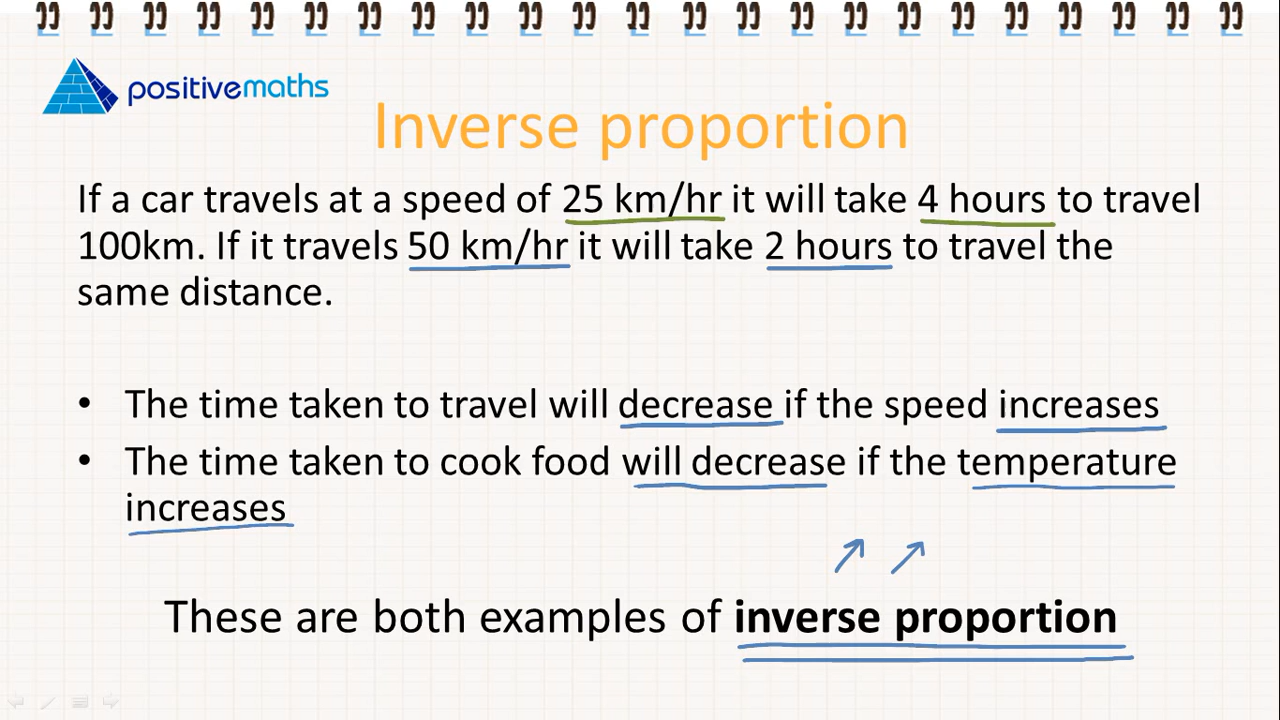 positivemaths
Inverse proportion
If a car travels at a speed of 25 km/hr it will take 4 hours to travel
100km. If it travels 50 km/hr it will take 2 hours to travel the
same distance.
• The time taken to travel will decrease if the speed increases
• The time taken to cook food will decrease if the temperature
increases
These are both examples of inverse proportion